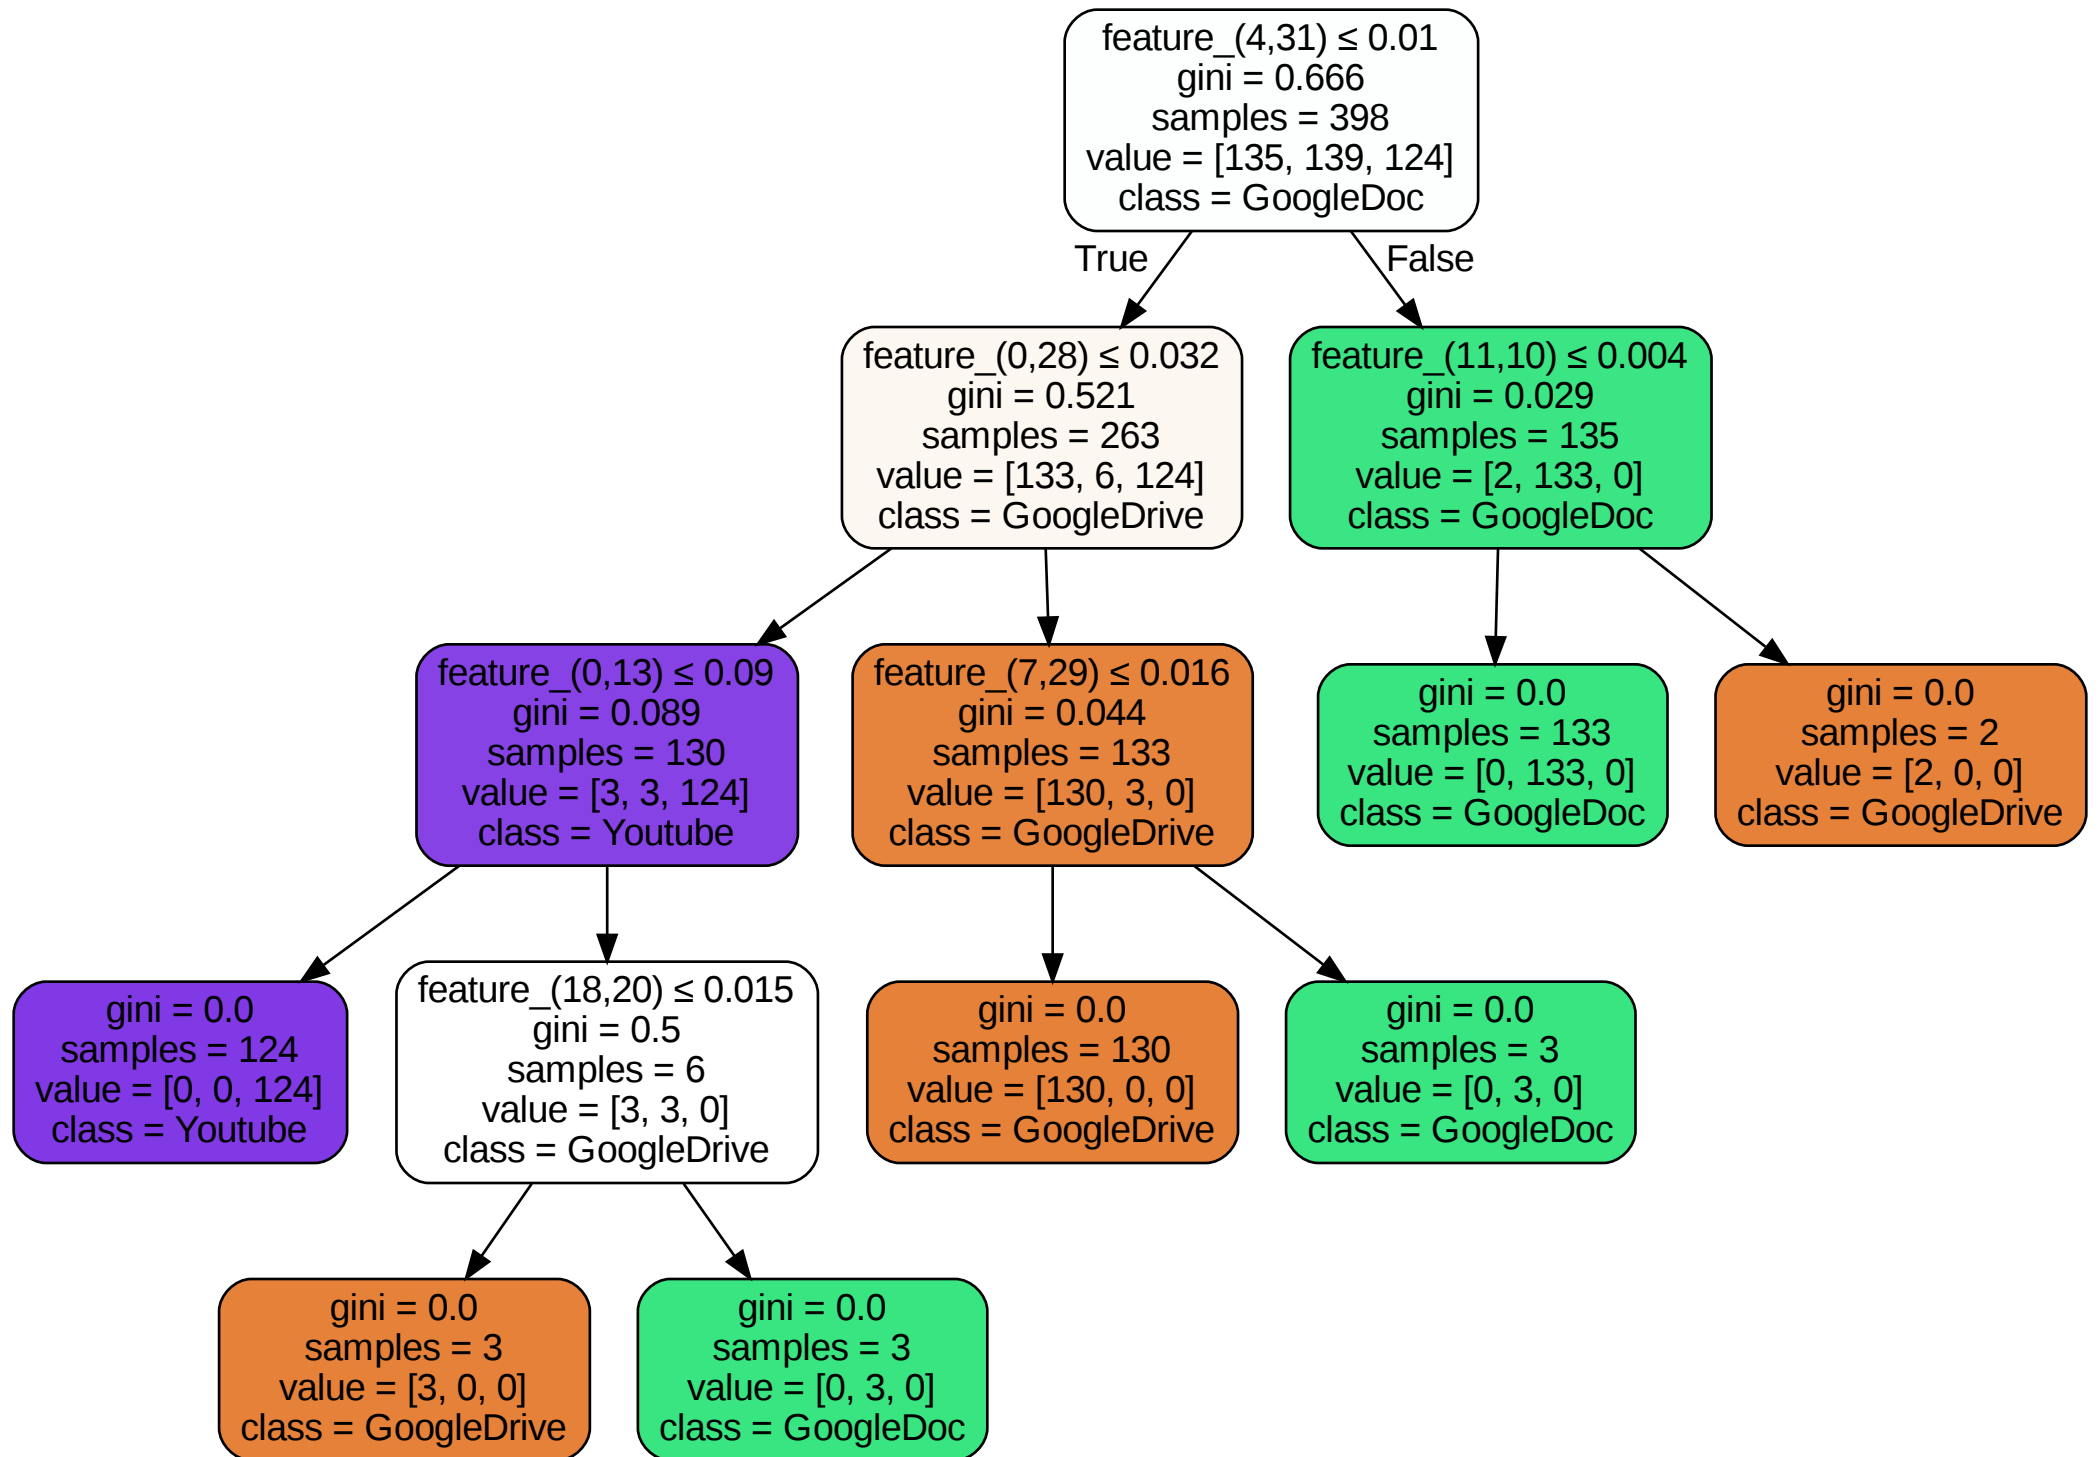 feature_(4,31) ≤ 0.01
gini = 0.666
samples = 398
value = [135, 139, 124]
class = GoogleDoc
True
False
feature_(0,28) ≤ 0.032
gini = 0.521
samples = 263
value = [133, 6, 124]
class = GoogleDrive
feature_(11,10) ≤ 0.004
gini = 0.029
samples = 135
value = [2, 133, 0]
class = GoogleDoc
feature_(0,13) ≤ 0.09
gini = 0.089
samples = 130
value = [3, 3, 124]
class = Youtube
feature_(7,29) ≤ 0.016
gini = 0.044
samples = 133
value = [130, 3, 0]
class = GoogleDrive
gini = 0.0
samples = 133
value = [0, 133, 0]
class = GoogleDoc
gini = 0.0
samples = 2
value = [2, 0, 0]
class = GoogleDrive
gini = 0.0
samples = 124
value = [0, 0, 124]
class = Youtube
feature_(18,20) ≤ 0.015
gini = 0.5
samples = 6
value = [3, 3, 0]
class = GoogleDrive
gini = 0.0
samples = 130
value = [130, 0, 0]
class = GoogleDrive
gini = 0.0
samples = 3
value = [0, 3, 0]
class = GoogleDoc
gini = 0.0
samples = 3
value = [3, 0, 0]
class = GoogleDrive
gini = 0.0
samples = 3
value = [0, 3, 0]
class = GoogleDoc